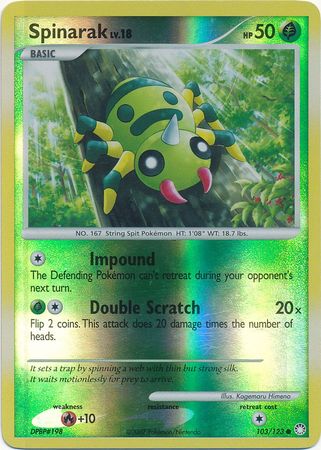 Spinarak LV.18 HP 50
BASIC
NO. 167 String Spit Pokémon HT: 1'08" WT: 18.7 lbs.
Impound
The Defending Pokémon can't retreat during your opponent's
next turn.
Double Scratch 20×
Flip 2 coins. This attack does 20 damage times the number of
heads.
It sets a trap by spinning a web with thin but strong silk.
It waits motionlessly for prey to arrive.
Illus. Kagemaru Himeno
weakness resistance retreat cost
+10
DPBP#198 ©2007 Pokémon/Nintendo 103/123